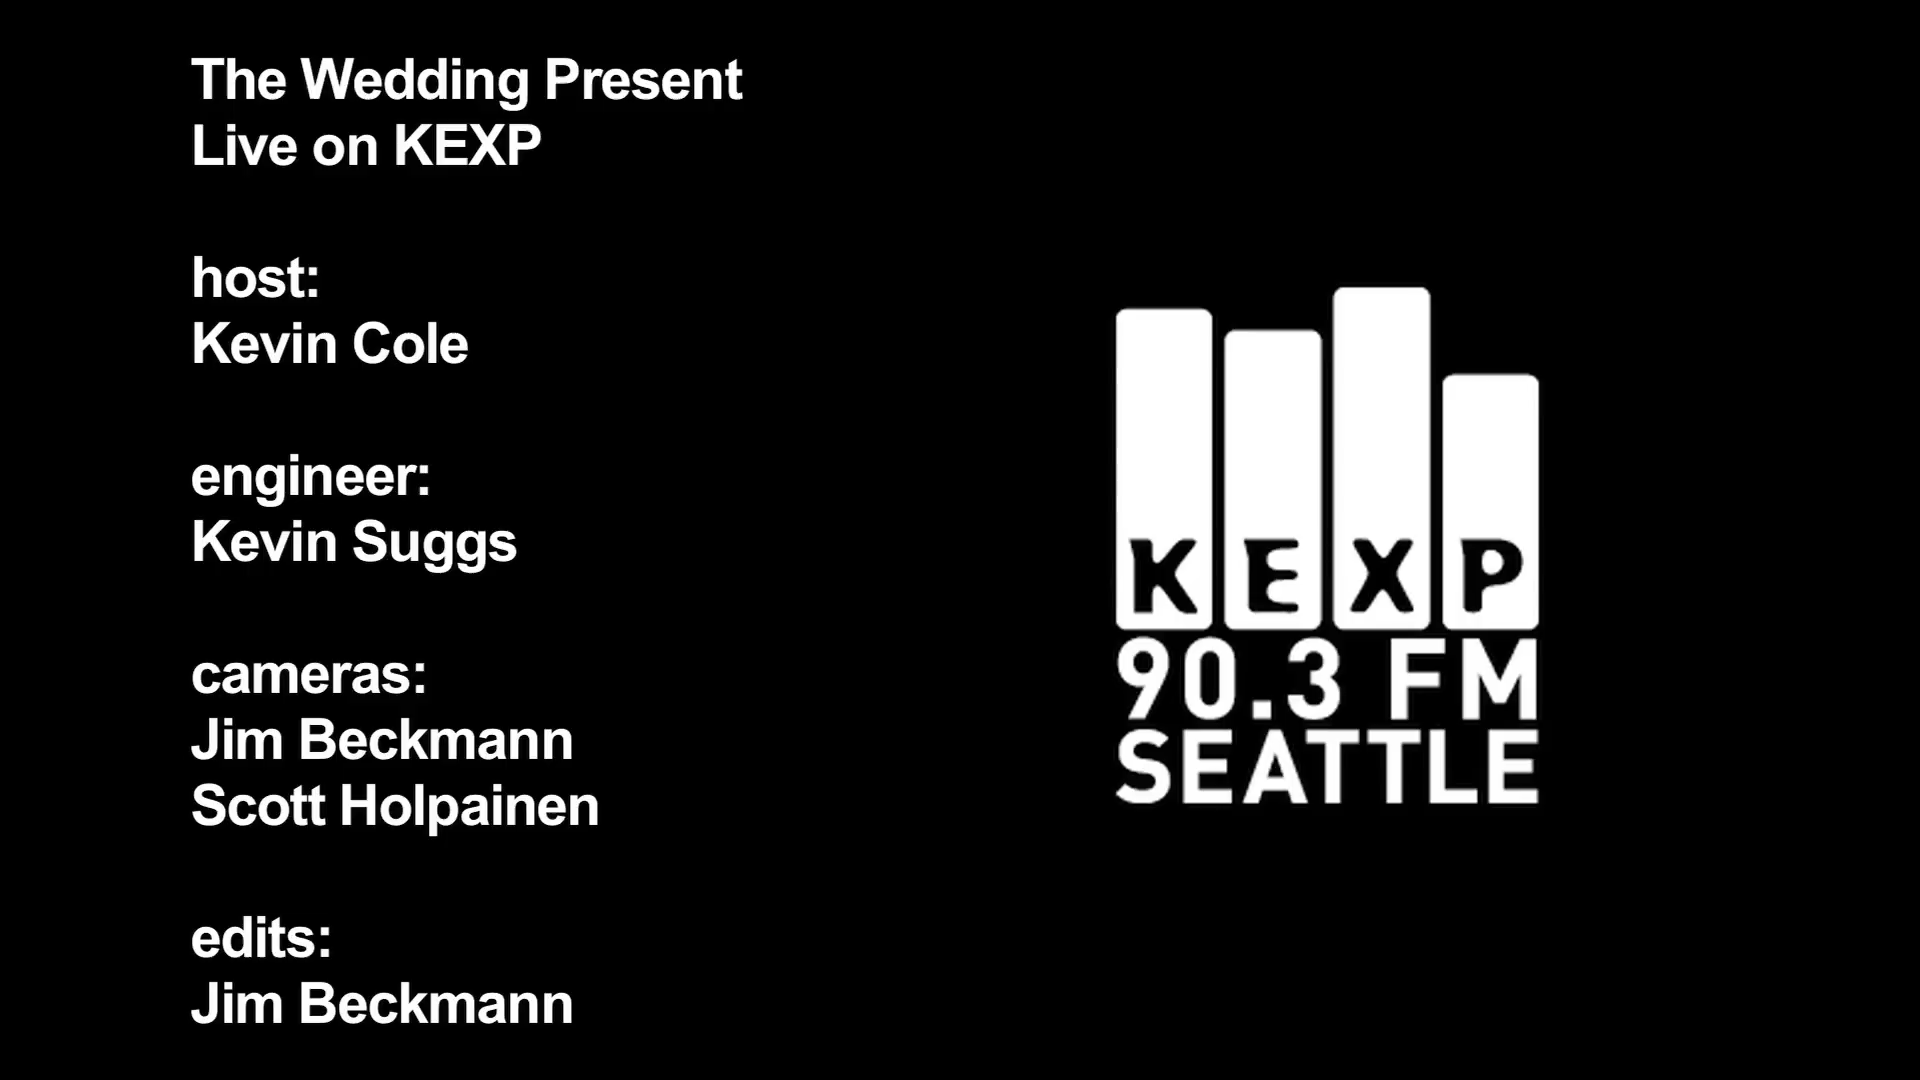 The Wedding Present
Live on KEXP
host:
Kevin Cole
engineer:
Kevin Suggs
cameras:
Jim Beckmann
Scott Holpainen
edits:
Jim Beckmann
KEXP
90.3 FM
SEATTLE